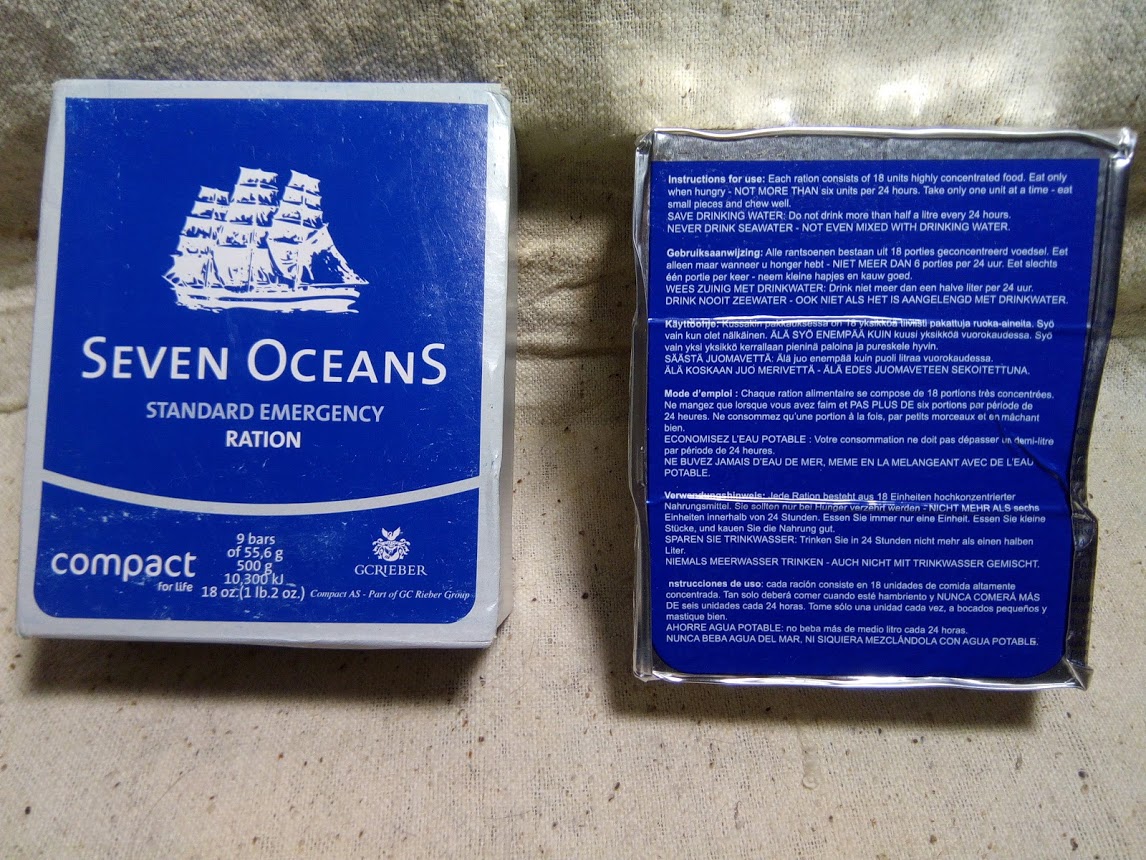 SEVEN OCEANS
STANDARD EMERGENCY
RATION
compact
for life
9 bars
of 55,6 g
500 g
10,300 kJ
18 oz.(1 lb.2 oz.)
GCRIEBER
Compact AS - Part of GC Rieber Group
Instructions for use: Each ration consists of 18 units highly concentrated food. Eat only
when hungry - NOT MORE THAN six units per 24 hours. Take only one unit at a time - eat
small pieces and chew well.
SAVE DRINKING WATER: Do not drink more than half a litre every 24 hours.
NEVER DRINK SEAWATER - NOT EVEN MIXED WITH DRINKING WATER.
Gebruiksaanwijzing: Alle rantsoenen bestaan uit 18 porties geconcentreerd voedsel. Eet
alleen maar wanneer u honger hebt - NIET MEER DAN 6 porties per 24 uur. Eet slechts
één portie per keer - neem kleine hapjes en kauw goed.
WEES ZUINIG MET DRINKWATER: Drink niet meer dan een halve liter per 24 uur.
DRINK NOOIT ZEEWATER - OOK NIET ALS HET IS AANGELENGD MET DRINKWATER.
Käyttöohje: Kussakin pakkauksessa on 18 yksikköä tiiviisti pakattuja ruoka-aineita. Syö
vain kun olet nälkäinen. ÄLÄ SYÖ ENEMPÄÄ KUIN kuusi yksikköä vuorokaudessa. Syö
vain yksi yksikkö kerrallaan pieninä paloina ja pureskele hyvin.
SÄÄSTÄ JUOMAVETTÄ: Älä juo enempää kuin puoli litraa vuorokaudessa.
ÄLÄ KOSKAAN JUO MERIVETTÄ - ÄLÄ EDES JUOMAVETEEN SEKOITETTUNA.
Mode d'emploi : Chaque ration alimentaire se compose de 18 portions très concentrées.
Ne mangez que lorsque vous avez faim et PAS PLUS DE six portions par période de
24 heures. Ne consommez qu'une portion à la fois, par petits morceaux et en mâchant
bien.
ECONOMISEZ L'EAU POTABLE : Votre consommation ne doit pas dépasser un demi-litre
par période de 24 heures.
NE BUVEZ JAMAIS D'EAU DE MER, MEME EN LA MELANGEANT AVEC DE L'EAU
POTABLE.
Verwendungshinweis: Jede Ration besteht aus 18 Einheiten hochkonzentrierter
Nahrungsmittel. Sie sollten nur bei Hunger verzehrt werden - NICHT MEHR ALS sechs
Einheiten innerhalb von 24 Stunden. Essen Sie immer nur eine Einheit. Essen Sie kleine
Stücke, und kauen Sie die Nahrung gut.
SPAREN SIE TRINKWASSER: Trinken Sie in 24 Stunden nicht mehr als einen halben
Liter.
NIEMALS MEERWASSER TRINKEN - AUCH NICHT MIT TRINKWASSER GEMISCHT.
nstrucciones de uso: cada ración consiste en 18 unidades de comida altamente
concentrada. Tan solo deberá comer cuando esté hambriento y NUNCA COMERÁ MÁS
DE seis unidades cada 24 horas. Tome sólo una unidad cada vez, a bocados pequeños y
mastique bien.
AHORRE AGUA POTABLE: no beba más de medio litro cada 24 horas.
NUNCA BEBA AGUA DEL MAR, NI SIQUIERA MEZCLÁNDOLA CON AGUA POTABLE.